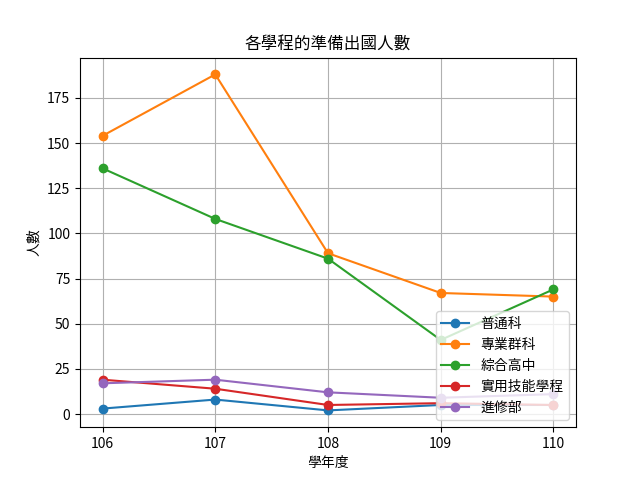 各學程的準備出國人數
人數
175
150
125
100
75
50
25
0
106 107 108 109 110
學年度
普通科
專業群科
綜合高中
實用技能學程
進修部